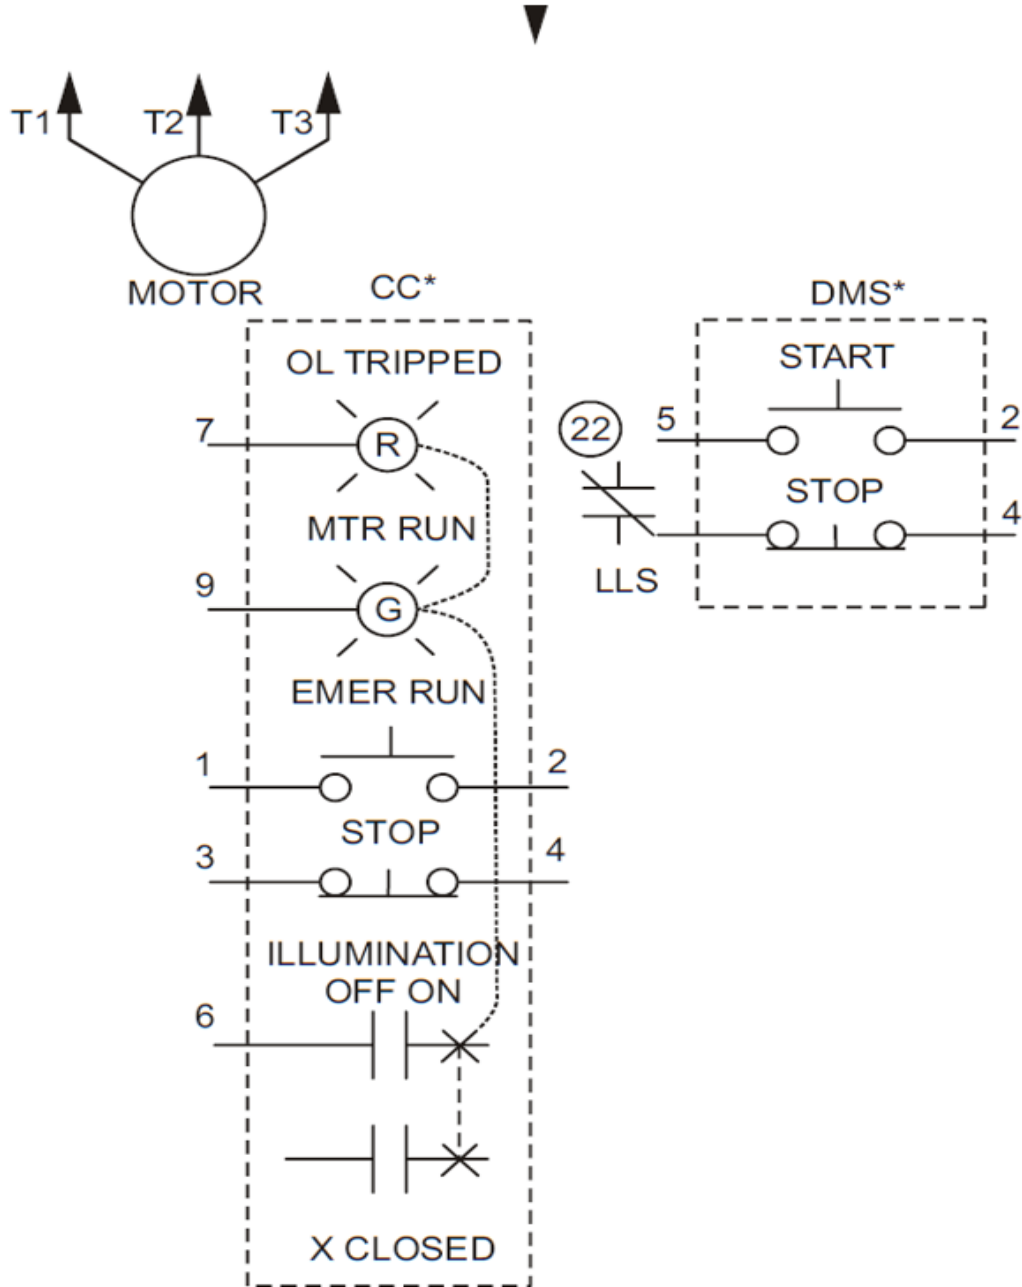 T1
T2
T3
MOTOR
CC*
OL TRIPPED
7
R
MTR RUN
9
G
EMER RUN
1
2
STOP
3
4
ILLUMINATION
OFF ON
6
X CLOSED
DMS*
START
22
5
2
STOP
4
LLS